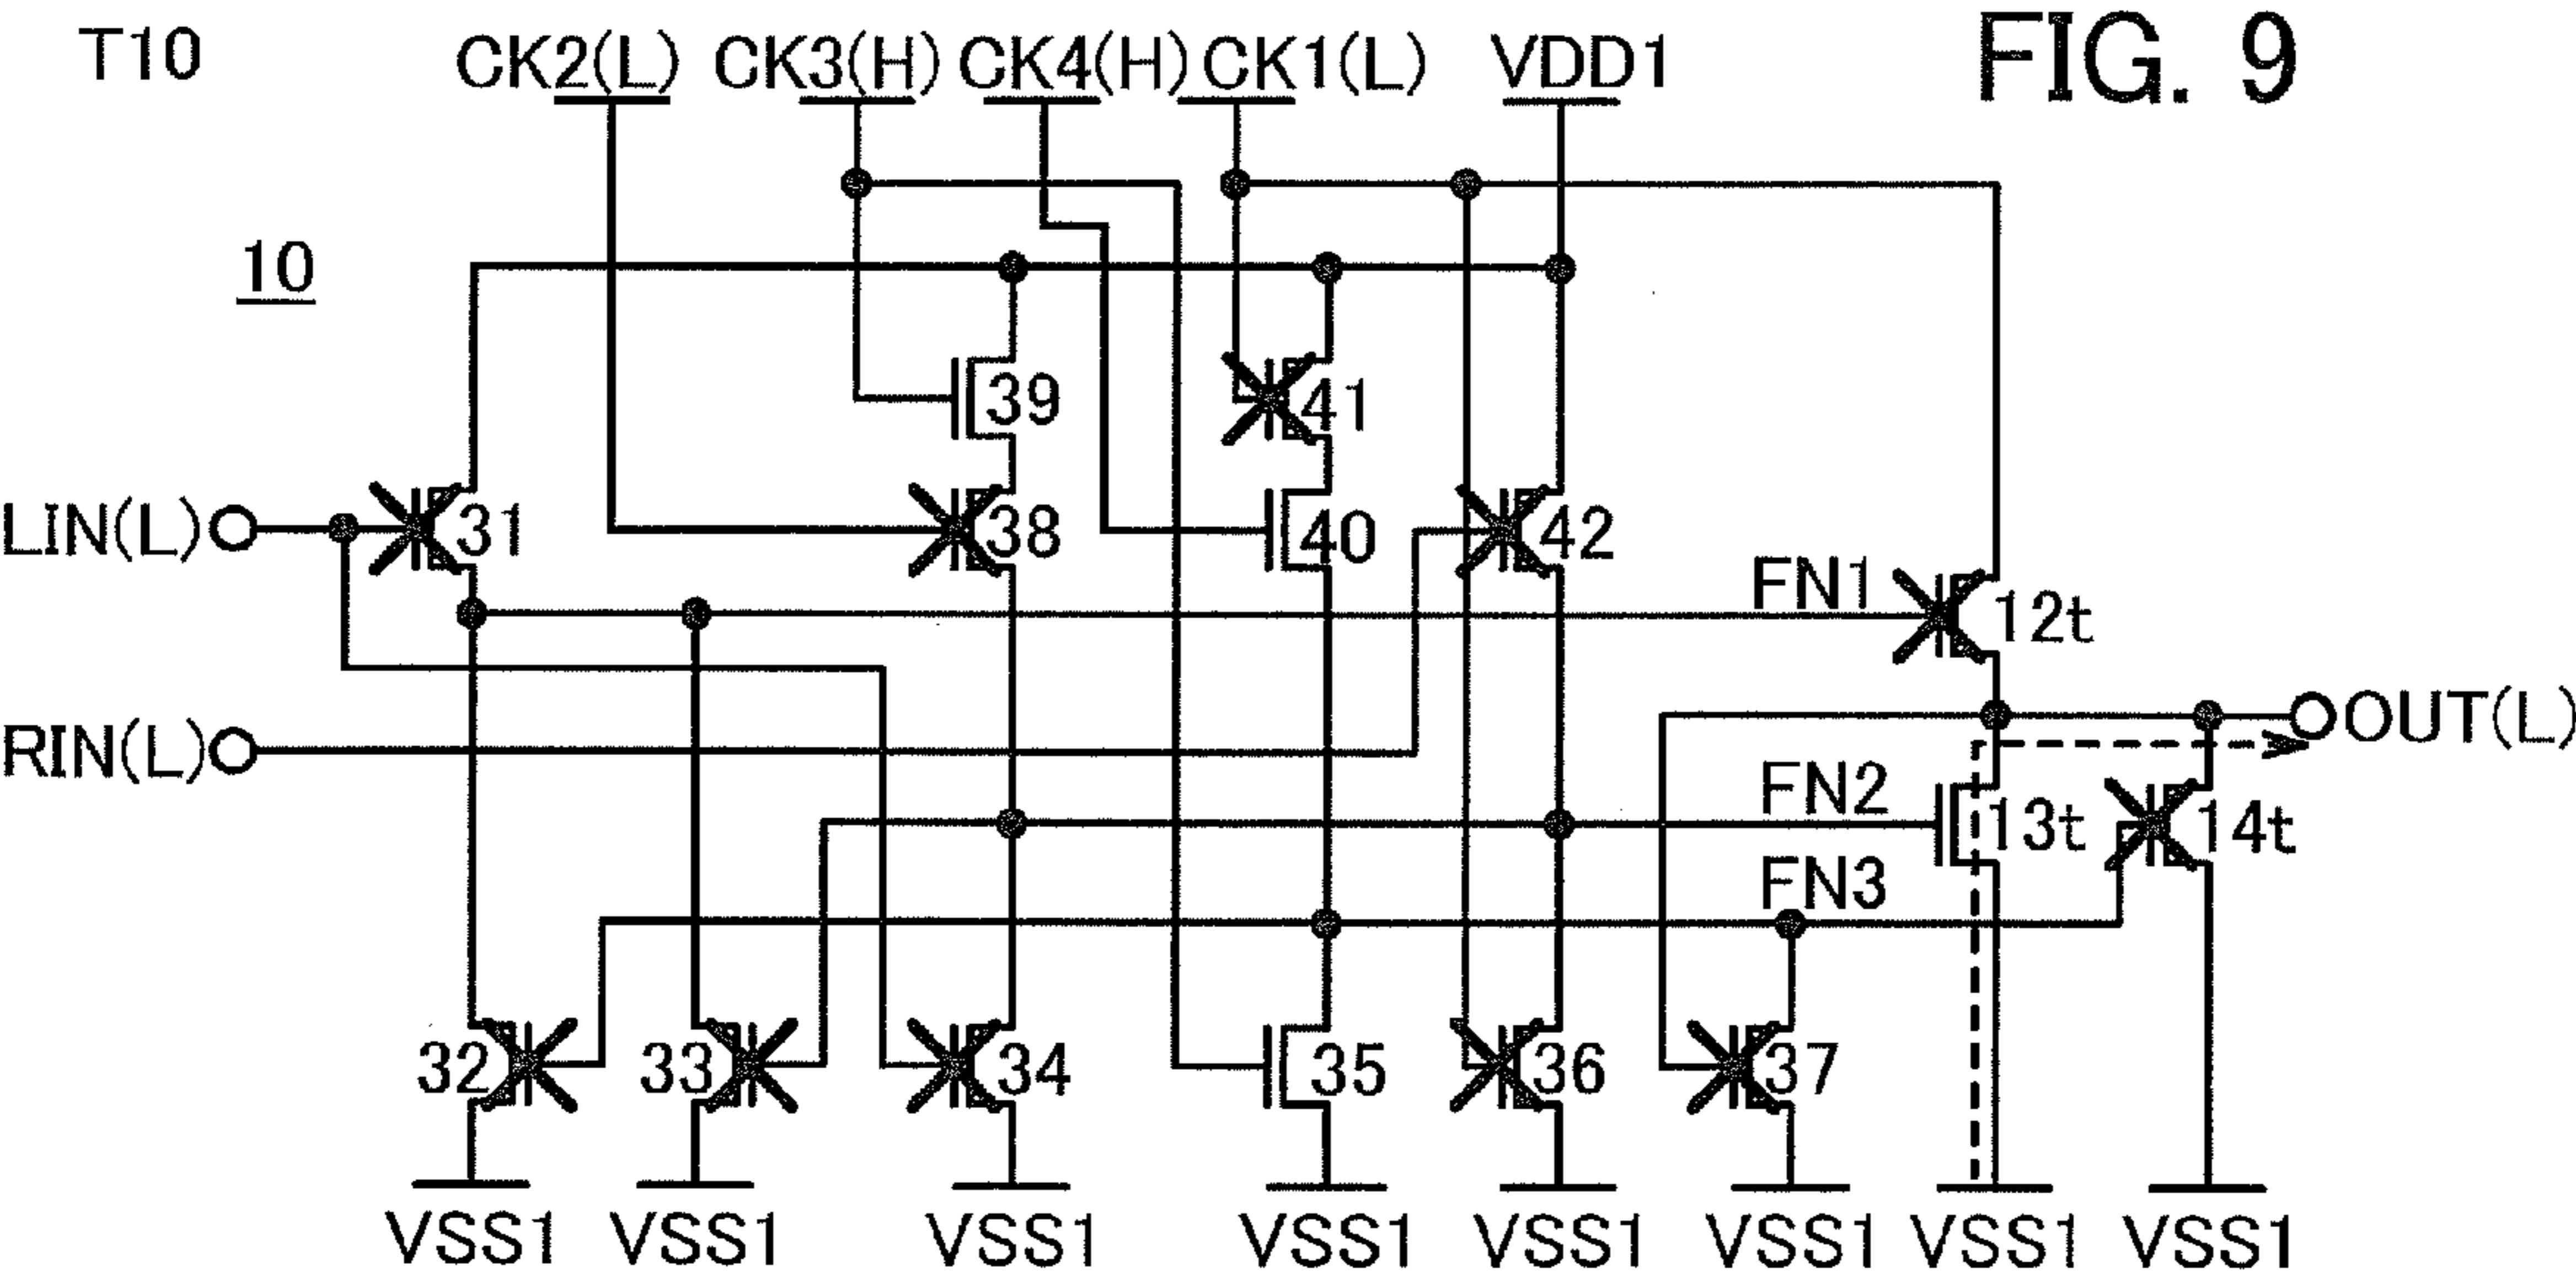 T10
CK2(L) CK3(H) CK4(H) CK1(L) VDD1
FIG. 9
10
39
41
LIN(L)
31
38
40
42
FN1
12t
RIN(L)
OUT(L)
FN2
13t
14t
FN3
32
33
34
35
36
37
VSS1 VSS1 VSS1 VSS1 VSS1 VSS1 VSS1 VSS1